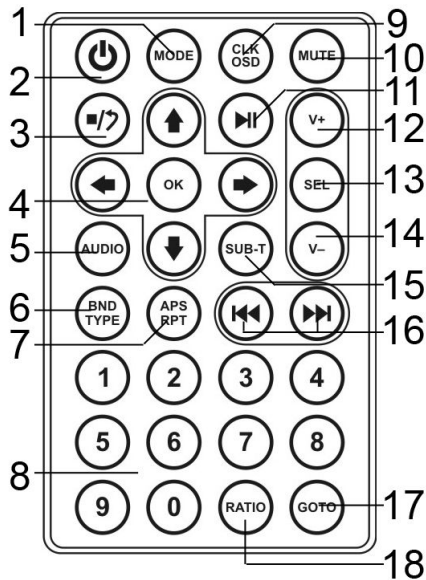 1
9
MODE
CLK
OSD
MUTE
10
2
11
3
V+
12
OK
SEL
13
4
5
AUDIO
SUB-T
V–
14
15
6
BND
TYPE
APS
RPT
7
16
1 2 3 4
5 6 7 8
8
9 0 RATIO GOTO
17
18